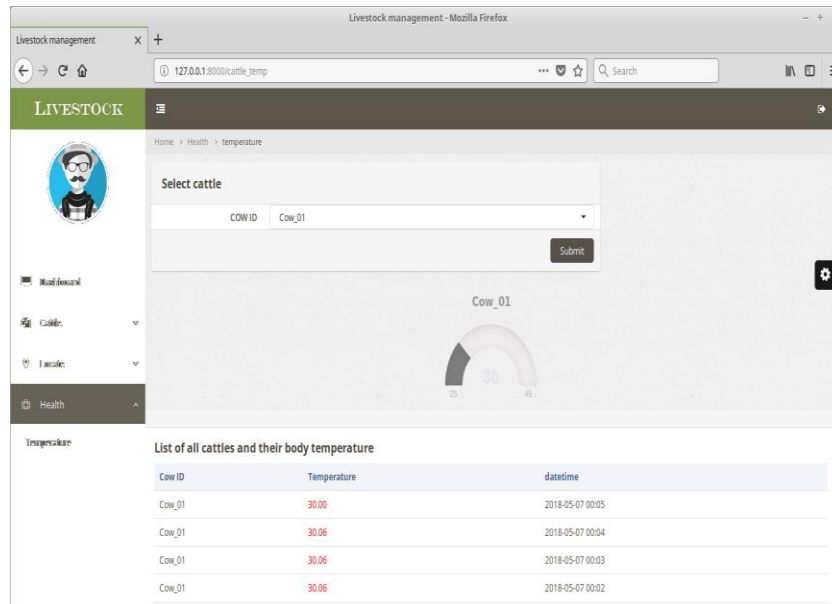 Livestock management - Mozilla Firefox
Livestock management
127.0.0.1:8000/cattle_temp
Search
LIVESTOCK
Home > Health > temperature
Select cattle
COW ID Cow_01
Submit
Dashboard
Cow_01
Cattle
30
25 45
Health
Temperature
List of all cattles and their body temperature
Cow ID Temperature datetime
Cow_01 30.00 2018-05-07 00:05
Cow_01 30.06 2018-05-07 00:04
Cow_01 30.06 2018-05-07 00:03
Cow_01 30.06 2018-05-07 00:02